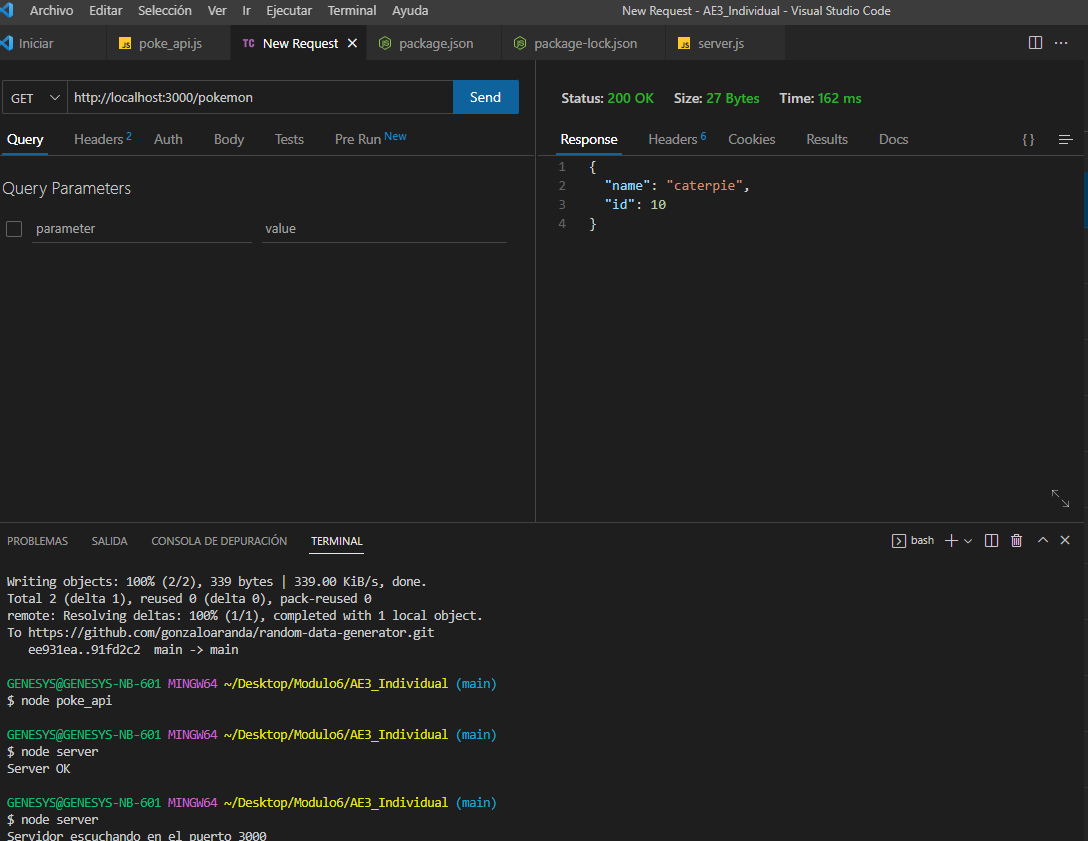 Archivo Editar Selección Ver Ir Ejecutar Terminal Ayuda New Request - AE3_Individual - Visual Studio Code
Iniciar JS poke_api.js TC New Request package.json package-lock.json JS server.js
GET http://localhost:3000/pokemon Send
Query Headers 2 Auth Body Tests Pre Run New
Query Parameters
parameter value
Status: 200 OK Size: 27 Bytes Time: 162 ms
Response Headers 6 Cookies Results Docs { }
1 {
2 "name": "caterpie",
3 "id": 10
4 }
PROBLEMAS SALIDA CONSOLA DE DEPURACIÓN TERMINAL bash
Writing objects: 100% (2/2), 339 bytes | 339.00 KiB/s, done.
Total 2 (delta 1), reused 0 (delta 0), pack-reused 0
remote: Resolving deltas: 100% (1/1), completed with 1 local object.
To https://github.com/gonzaloaranda/random-data-generator.git
ee931ea..91fd2c2 main -> main
GENESYS@GENESYS-NB-601 MINGW64 ~/Desktop/Modulo6/AE3_Individual (main)
$ node poke_api
GENESYS@GENESYS-NB-601 MINGW64 ~/Desktop/Modulo6/AE3_Individual (main)
$ node server
Server OK
GENESYS@GENESYS-NB-601 MINGW64 ~/Desktop/Modulo6/AE3_Individual (main)
$ node server
Servidor escuchando en el puerto 3000